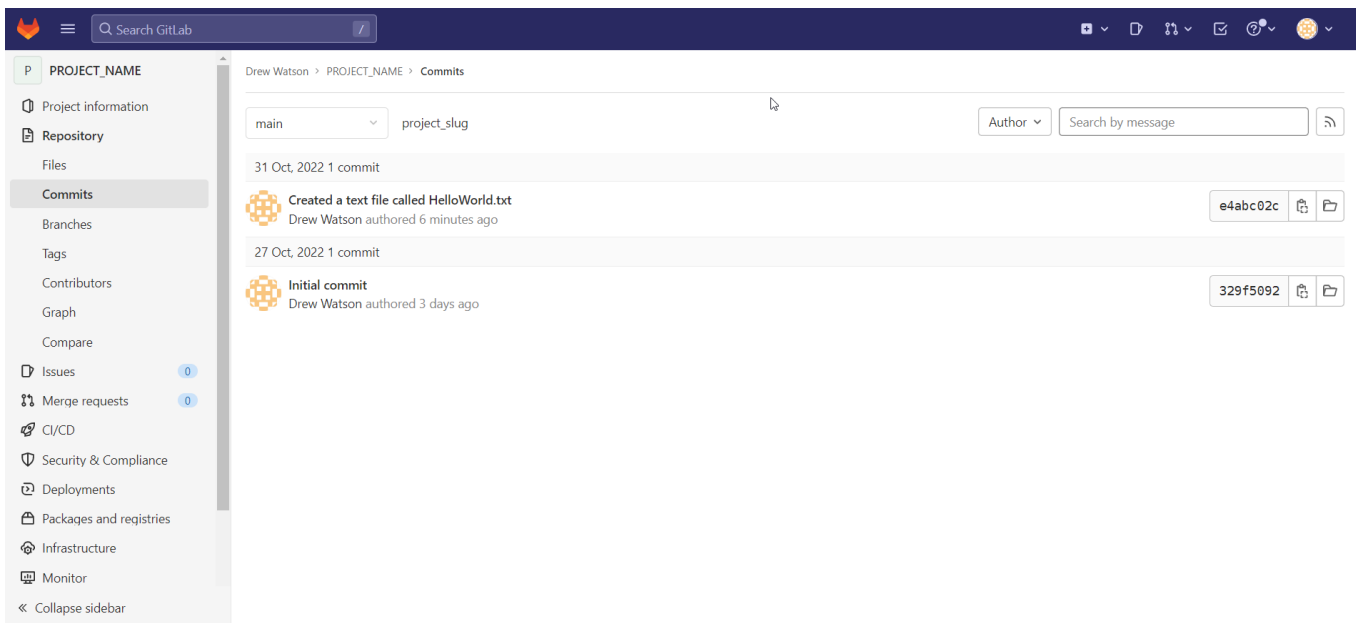 Search GitLab /
P PROJECT_NAME
Project information
Repository
Files
Commits
Branches
Tags
Contributors
Graph
Compare
Issues 0
Merge requests 0
CI/CD
Security & Compliance
Deployments
Packages and registries
Infrastructure
Monitor
Collapse sidebar
Drew Watson > PROJECT_NAME > Commits
main project_slug Author Search by message
31 Oct, 2022 1 commit
Created a text file called HelloWorld.txt
Drew Watson authored 6 minutes ago
e4abc02c
27 Oct, 2022 1 commit
Initial commit
Drew Watson authored 3 days ago
329f5092